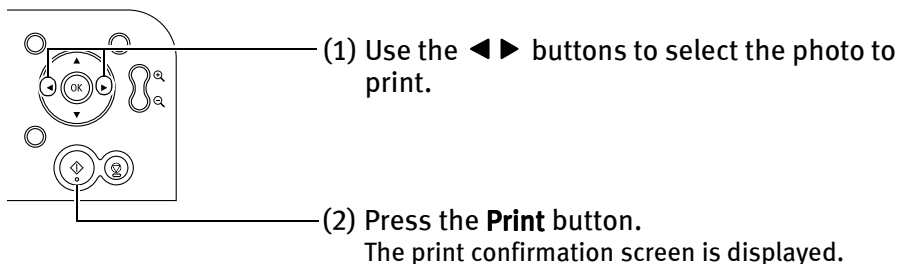 (1) Use the ◀ ▶ buttons to select the photo to
print.
OK
(2) Press the Print button.
The print confirmation screen is displayed.